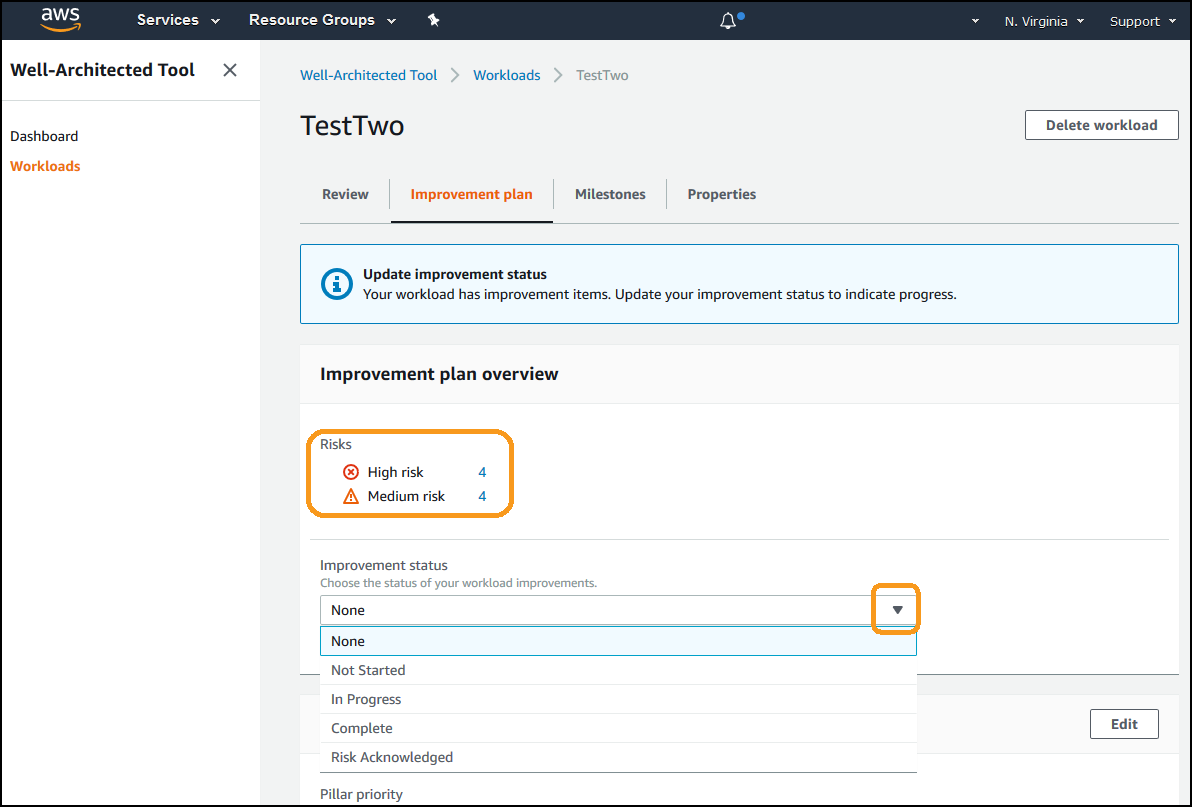 aws Services Resource Groups N. Virginia Support
Well-Architected Tool
Dashboard
Workloads
Well-Architected Tool Workloads TestTwo
TestTwo
Delete workload
Review Improvement plan Milestones Properties
Update improvement status
Your workload has improvement items. Update your improvement status to indicate progress.
Improvement plan overview
Risks
High risk 4
Medium risk 4
Improvement status
Choose the status of your workload improvements.
None
None
Not Started
In Progress
Complete
Risk Acknowledged
Edit
Pillar priority